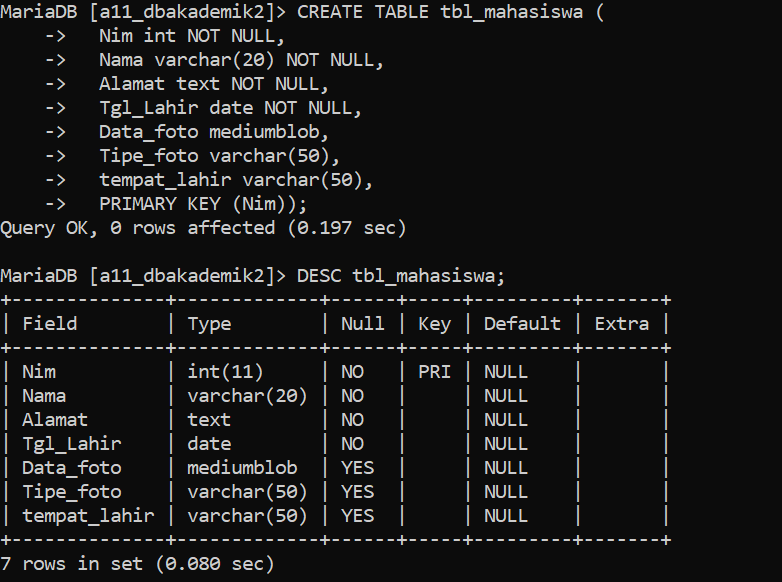 MariaDB [a11_dbakademik2]> CREATE TABLE tbl_mahasiswa (
    ->   Nim int NOT NULL,
    ->   Nama varchar(20) NOT NULL,
    ->   Alamat text NOT NULL,
    ->   Tgl_Lahir date NOT NULL,
    ->   Data_foto mediumblob,
    ->   Tipe_foto varchar(50),
    ->   tempat_lahir varchar(50),
    ->   PRIMARY KEY (Nim));
Query OK, 0 rows affected (0.197 sec)

MariaDB [a11_dbakademik2]> DESC tbl_mahasiswa;
+--------------+-------------+------+-----+---------+-------+
| Field        | Type        | Null | Key | Default | Extra |
+--------------+-------------+------+-----+---------+-------+
| Nim          | int(11)     | NO   | PRI | NULL    |       |
| Nama         | varchar(20) | NO   |     | NULL    |       |
| Alamat       | text        | NO   |     | NULL    |       |
| Tgl_Lahir    | date        | NO   |     | NULL    |       |
| Data_foto    | mediumblob  | YES  |     | NULL    |       |
| Tipe_foto    | varchar(50) | YES  |     | NULL    |       |
| tempat_lahir | varchar(50) | YES  |     | NULL    |       |
+--------------+-------------+------+-----+---------+-------+
7 rows in set (0.080 sec)